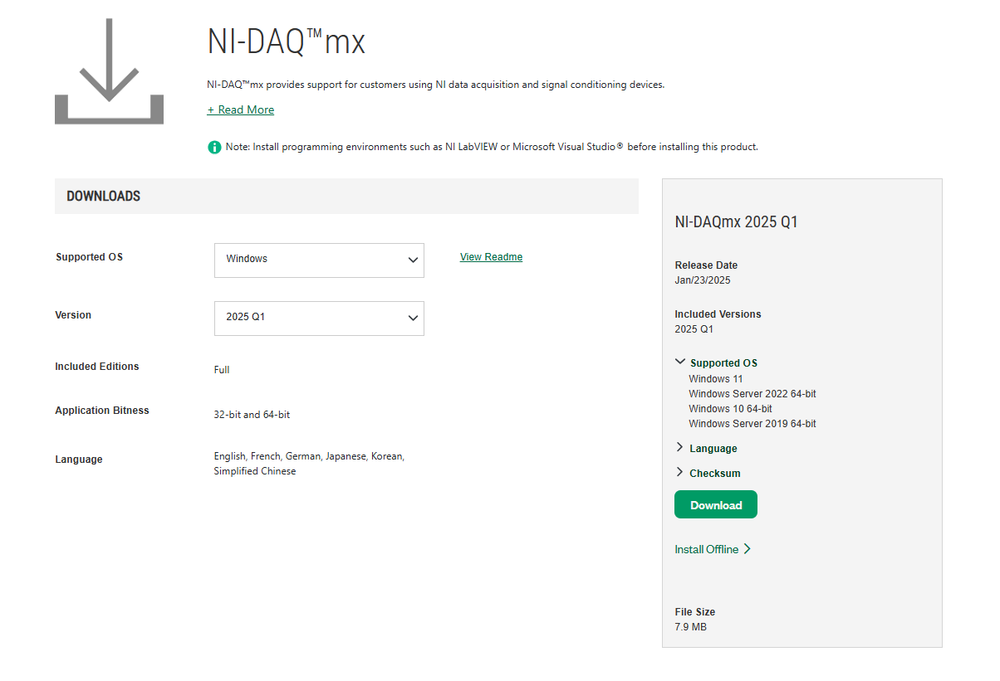 NI-DAQ™mx
NI-DAQ™mx provides support for customers using NI data acquisition and signal conditioning devices.
+ Read More
Note: Install programming environments such as NI LabVIEW or Microsoft Visual Studio® before installing this product.
DOWNLOADS
Supported OS
Windows
View Readme
Version
2025 Q1
Included Editions
Full
Application Bitness
32-bit and 64-bit
Language
English, French, German, Japanese, Korean,
Simplified Chinese
NI-DAQmx 2025 Q1
Release Date
Jan/23/2025
Included Versions
2025 Q1
Supported OS
Windows 11
Windows Server 2022 64-bit
Windows 10 64-bit
Windows Server 2019 64-bit
Language
Checksum
Download
Install Offline
File Size
7.9 MB